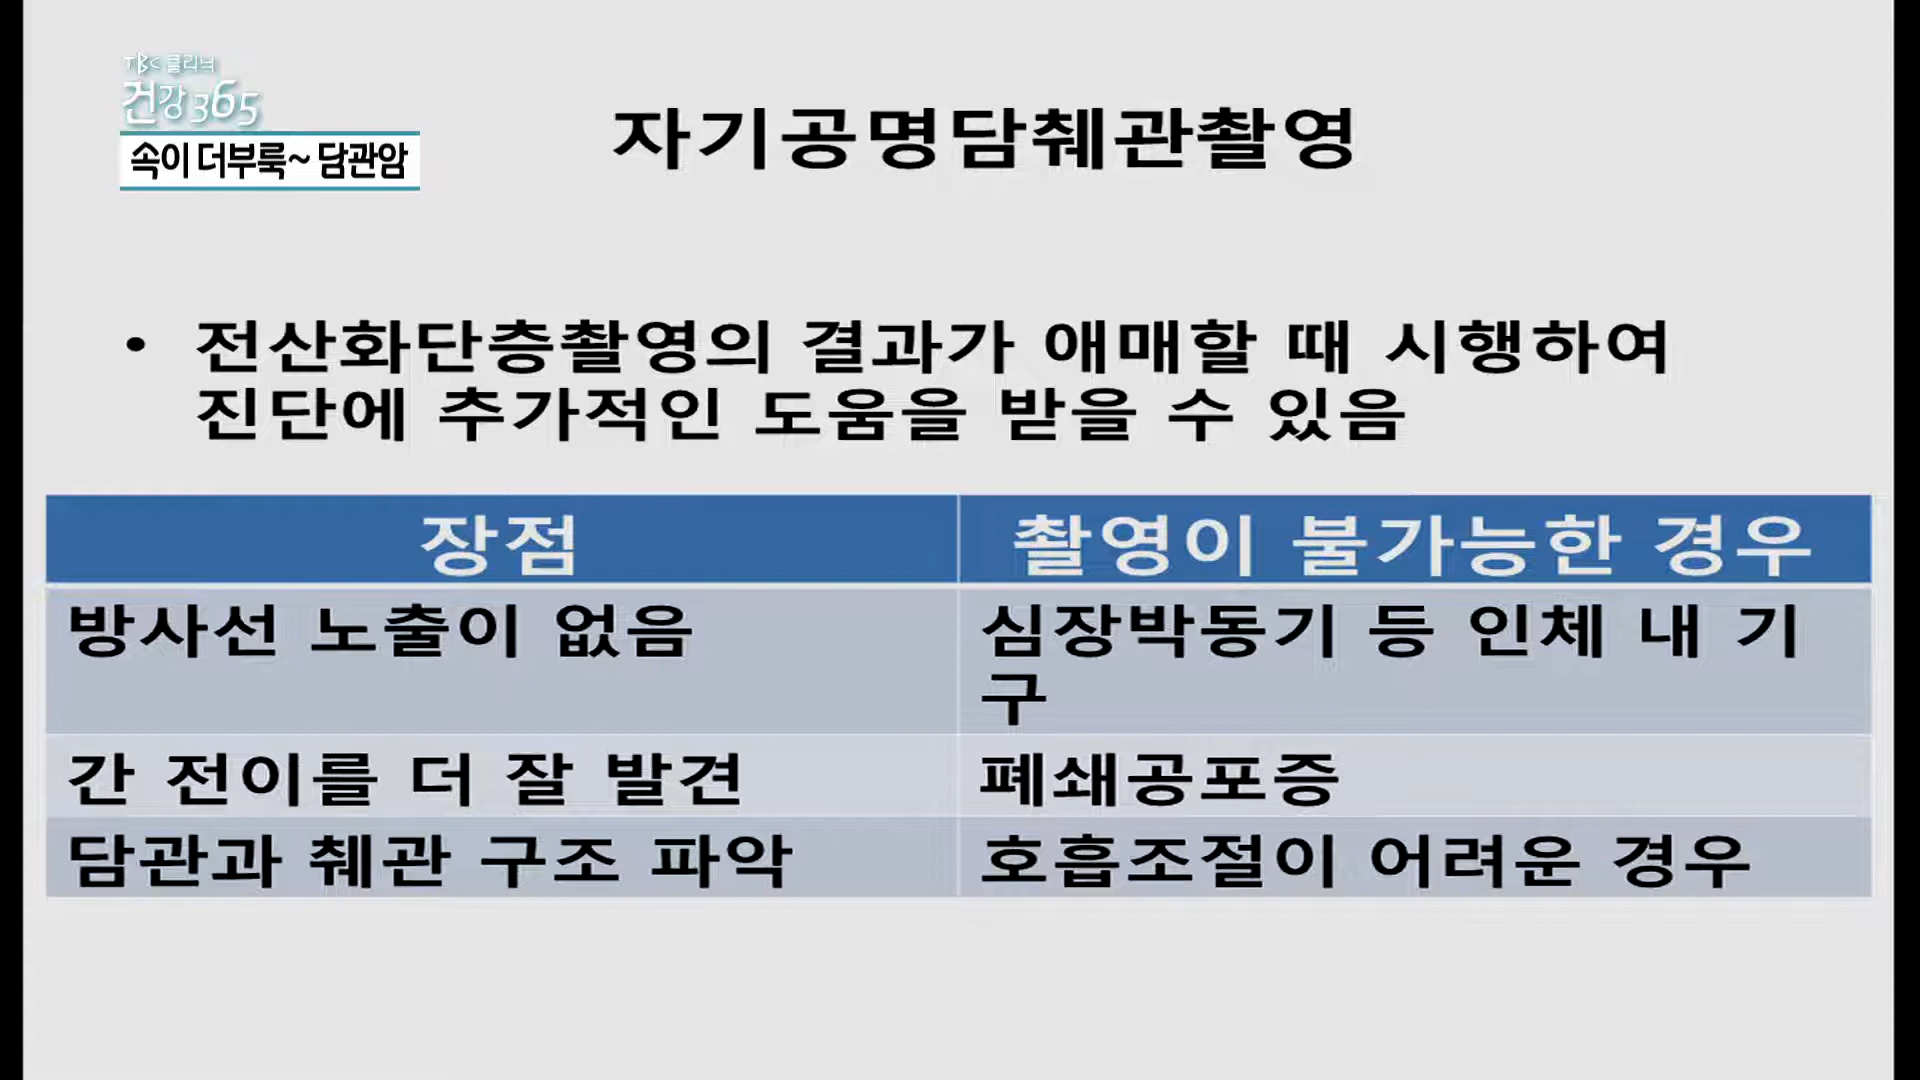 TBC 클리닉
건강365
속이 더부룩~ 담관암
자기공명담췌관촬영
• 전산화단층촬영의 결과가 애매할 때 시행하여
진단에 추가적인 도움을 받을 수 있음
장점
촬영이 불가능한 경우
방사선 노출이 없음
심장박동기 등 인체 내 기
구
간 전이를 더 잘 발견
폐쇄공포증
담관과 췌관 구조 파악
호흡조절이 어려운 경우